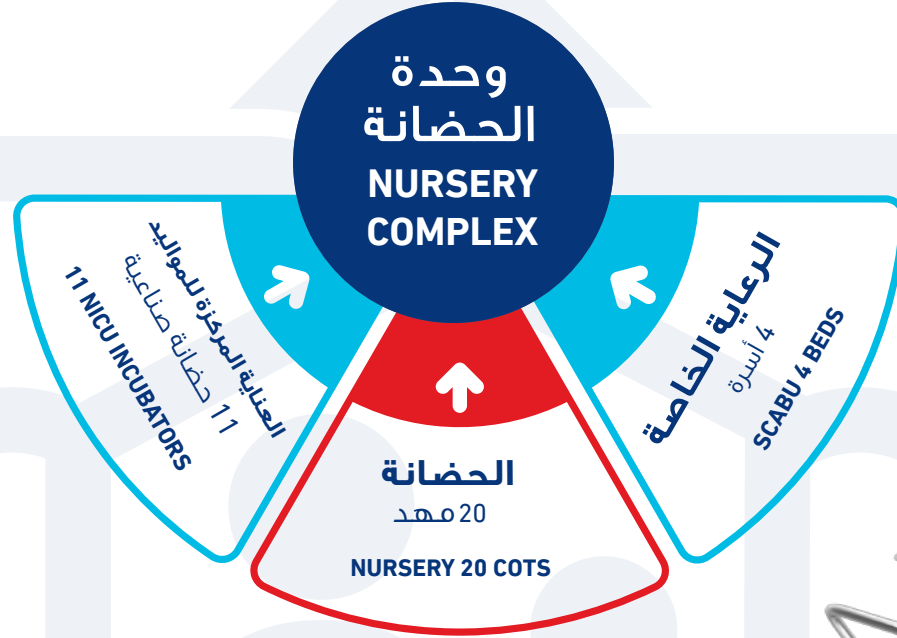 وحدة
الحضانة
NURSERY
COMPLEX
العناية المركزة للمواليد
11 حضانة صناعية
11 NICU INCUBATORS
الحضانة
20 مهد
NURSERY 20 COTS
الرعاية الخاصة
4 أسرة
SCABU 4 BEDS